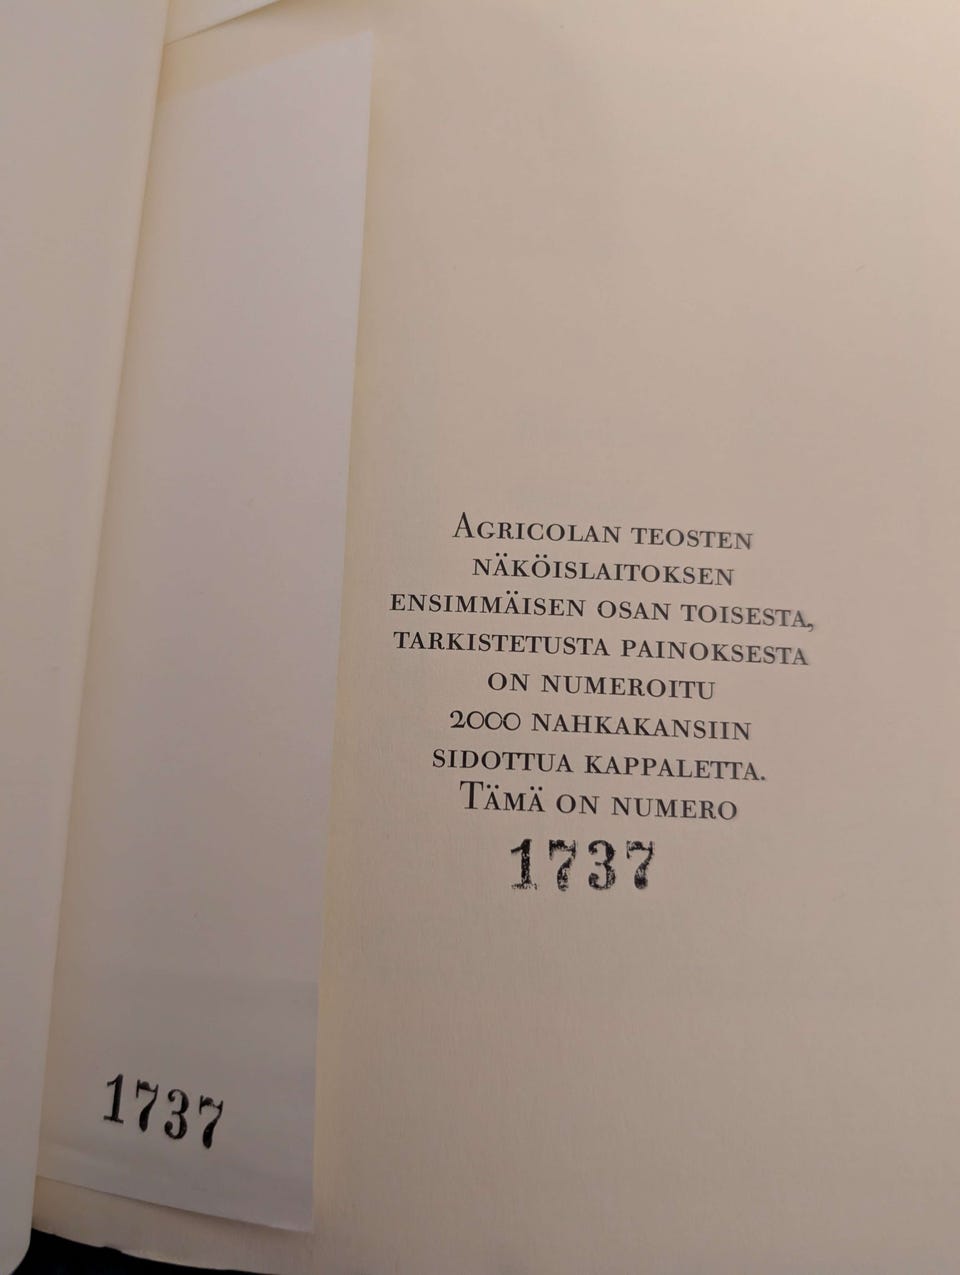 Agricolan teosten
näköislaitoksen
ensimmäisen osan toisesta,
tarkistetusta painoksesta
on numeroitu
2000 nahkakansiin
sidottua kappaletta.
Tämä on numero
1737
1737